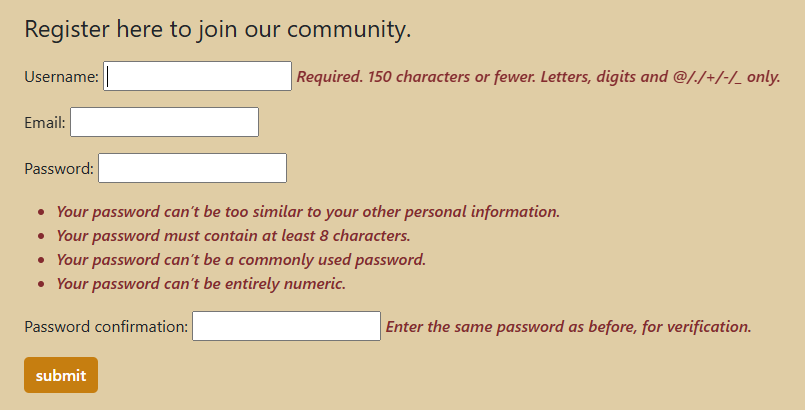 Register here to join our community.
Username: Required. 150 characters or fewer. Letters, digits and @/./+/-/_ only.
Email:
Password:
• Your password can't be too similar to your other personal information.
• Your password must contain at least 8 characters.
• Your password can't be a commonly used password.
• Your password can't be entirely numeric.
Password confirmation: Enter the same password as before, for verification.
submit